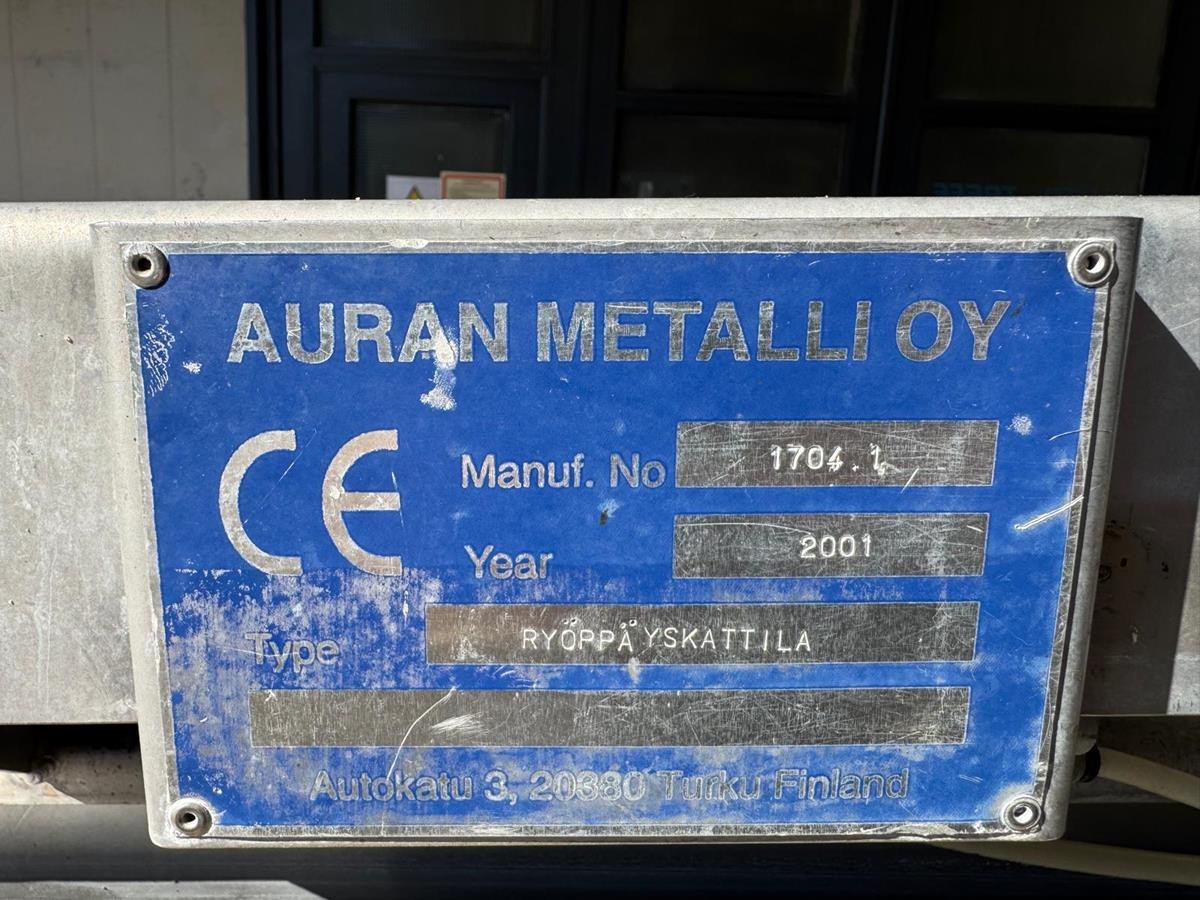 AURAN METALLI OY
CE
Manuf. No 1704.1
Year 2001
Type RYÖPPÄYSKATTILA
Autokatu 3, 20380 Turku Finland